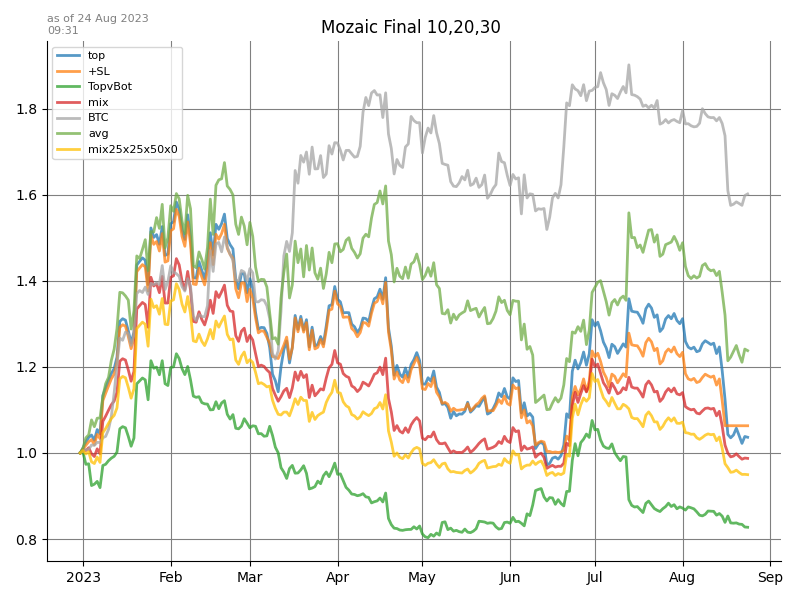 as of 24 Aug 2023
09:31
Mozaic Final 10,20,30
top
+SL
TopvBot
mix
BTC
avg
mix25x25x50x0
1.8
1.6
1.4
1.2
1.0
0.8
2023 Feb Mar Apr May Jun Jul Aug Sep